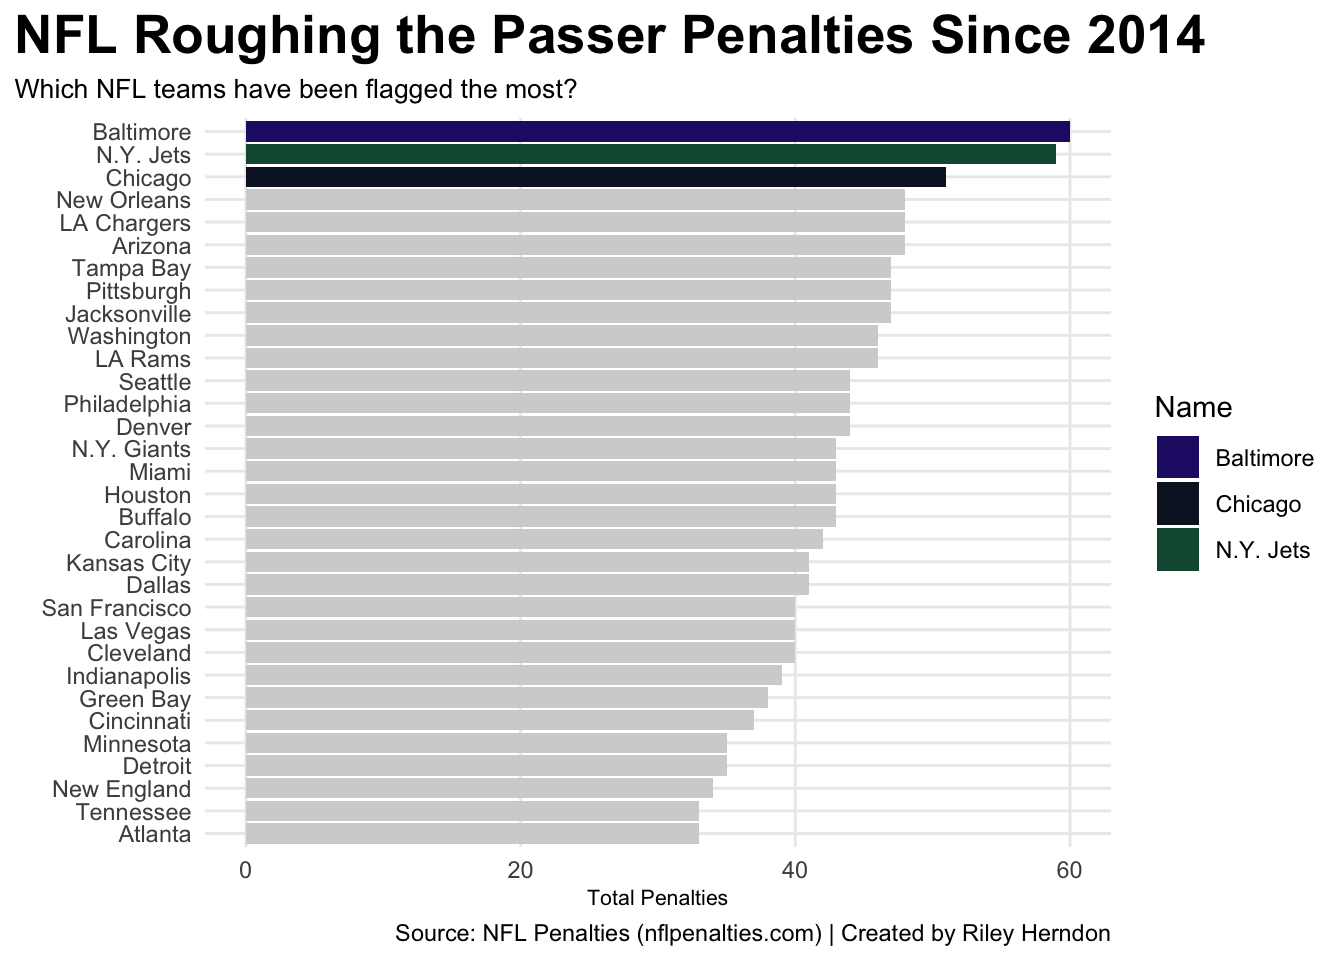 NFL Roughing the Passer Penalties Since 2014
Which NFL teams have been flagged the most?
Baltimore
N.Y. Jets
Chicago
New Orleans
LA Chargers
Arizona
Tampa Bay
Pittsburgh
Jacksonville
Washington
LA Rams
Seattle
Philadelphia
Denver
N.Y. Giants
Miami
Houston
Buffalo
Carolina
Kansas City
Dallas
San Francisco
Las Vegas
Cleveland
Indianapolis
Green Bay
Cincinnati
Minnesota
Detroit
New England
Tennessee
Atlanta
0 20 40 60
Total Penalties
Name
Baltimore
Chicago
N.Y. Jets
Source: NFL Penalties (nflpenalties.com) | Created by Riley Herndon